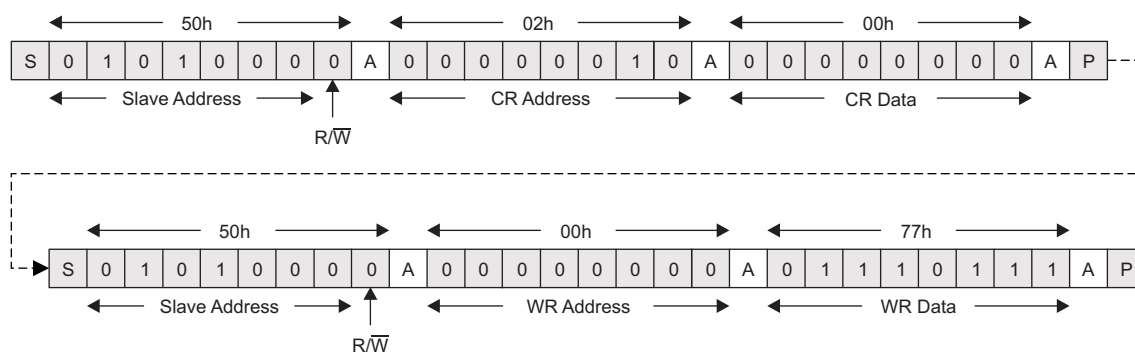 50h 02h 00h
S 0 1 0 1 0 0 0 0 A 0 0 0 0 0 0 1 0 A 0 0 0 0 0 0 0 0 A P
Slave Address CR Address CR Data
R/W̅
50h 00h 77h
S 0 1 0 1 0 0 0 0 A 0 0 0 0 0 0 0 0 A 0 1 1 1 0 1 1 1 A P
Slave Address WR Address WR Data
R/W̅